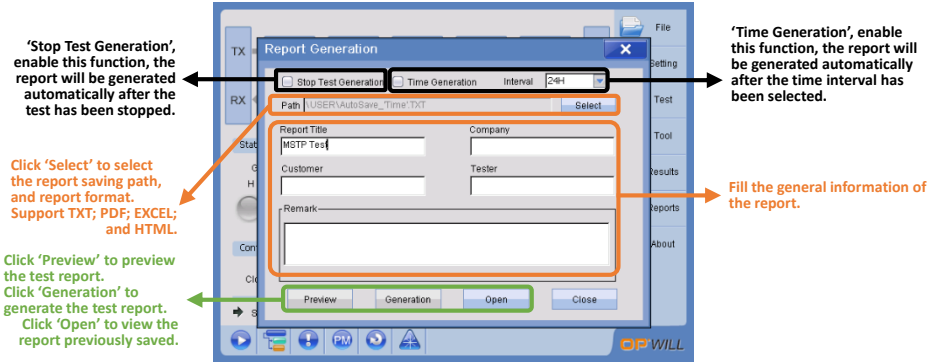 ‘Stop Test Generation’,
enable this function, the
report will be generated
automatically after the
test has been stopped.
Click ‘Select’ to select
the report saving path,
and report format.
Support TXT; PDF; EXCEL;
and HTML.
Click ‘Preview’ to preview
the test report.
Click ‘Generation’ to
generate the test report.
Click ‘Open’ to view the
report previously saved.
TX
RX
Stat
G
H
Con
Clo
S
Report Generation
X
Stop Test Generation
Time Generation
Interval
24H
Path
\USER\AutoSave_'Time'.TXT
Select
Report Title
Company
MSTP Test
Customer
Tester
Remark
Preview
Generation
Open
Close
File
Setting
Test
Tool
Results
Reports
About
PM
OPWILL
‘Time Generation’, enable
this function, the report will
be generated automatically
after the time interval has
been selected.
Fill the general information of
the report.